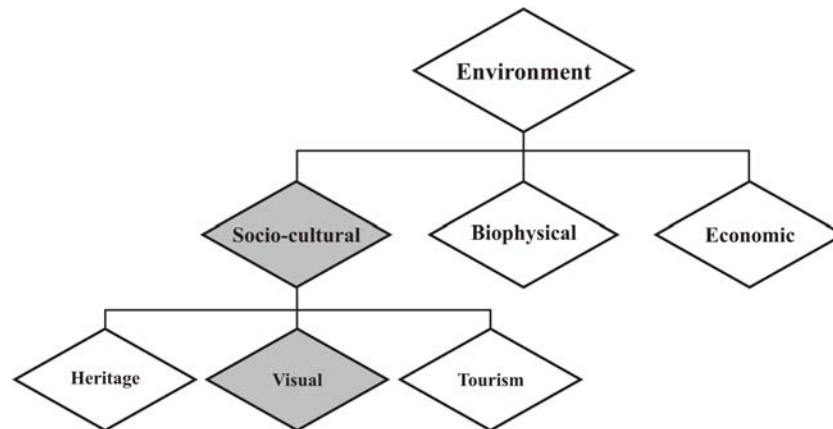 Environment
Socio-cultural
Biophysical
Economic
Heritage
Visual
Tourism